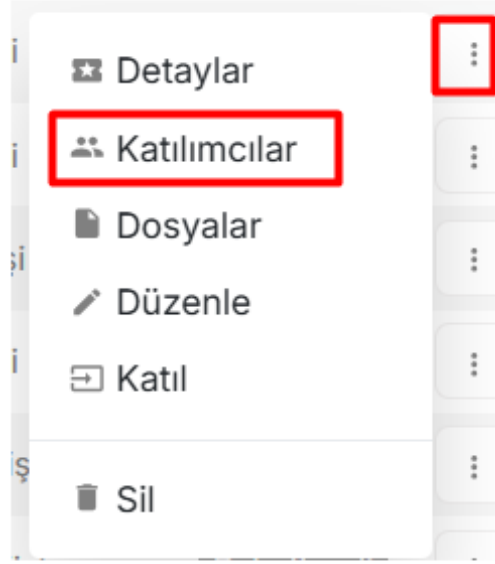 Detaylar
Katılımcılar
Dosyalar
Düzenle
Katıl
Sil